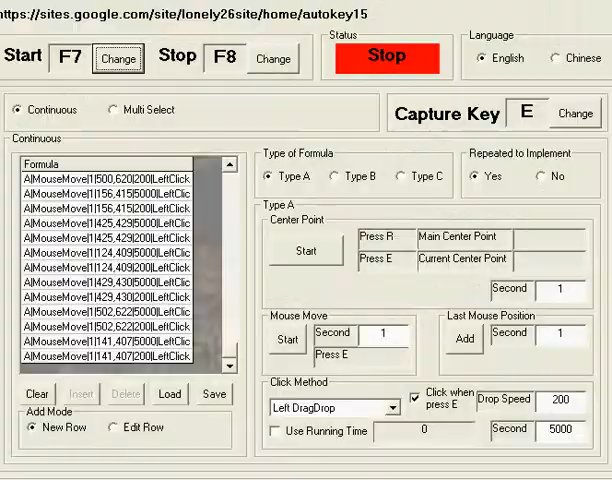 https://sites.google.com/site/lonely26site/home/autokey15
Start F7 Change Stop F8 Change
Status
Stop
Language
English Chinese
Continuous Multi Select
Capture Key E Change
Continuous
Formula
A|MouseMove|1|500,620|200|LeftClick
A|MouseMove|1|156,415|5000|LeftClic
A|MouseMove|1|156,415|200|LeftClick
A|MouseMove|1|425,429|5000|LeftClic
A|MouseMove|1|425,429|200|LeftClick
A|MouseMove|1|124,409|5000|LeftClic
A|MouseMove|1|124,409|200|LeftClick
A|MouseMove|1|429,430|5000|LeftClic
A|MouseMove|1|429,430|200|LeftClick
A|MouseMove|1|502,622|5000|LeftClic
A|MouseMove|1|502,622|200|LeftClick
A|MouseMove|1|141,407|5000|LeftClic
A|MouseMove|1|141,407|200|LeftClick
Clear Insert Delete Load Save
Add Mode
New Row Edit Row
Type of Formula
Type A Type B Type C
Repeated to Implement
Yes No
Type A
Center Point
Start
Press R Main Center Point
Press E Current Center Point
Second 1
Mouse Move
Start Second 1
Press E
Last Mouse Position
Add Second 1
Click Method
Left DragDrop
Click when press E
Drop Speed 200
Use Running Time 0 Second 5000